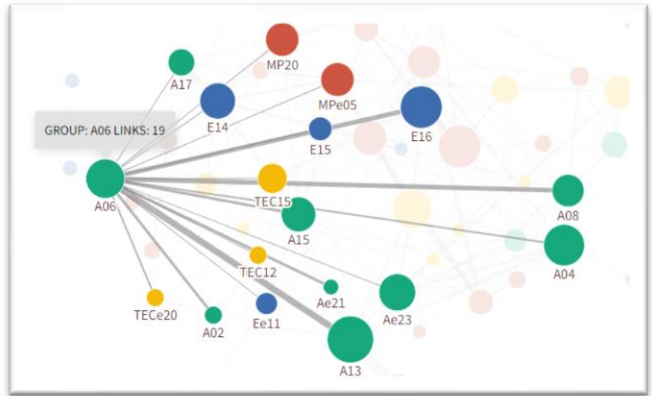 MP20
A17
MPe05
E14
E16
GROUP: A06 LINKS: 19
E15
A06
TEC15
A08
A15
A04
TEC12
Ae21
TECe20
Ae23
Ee11
A02
A13